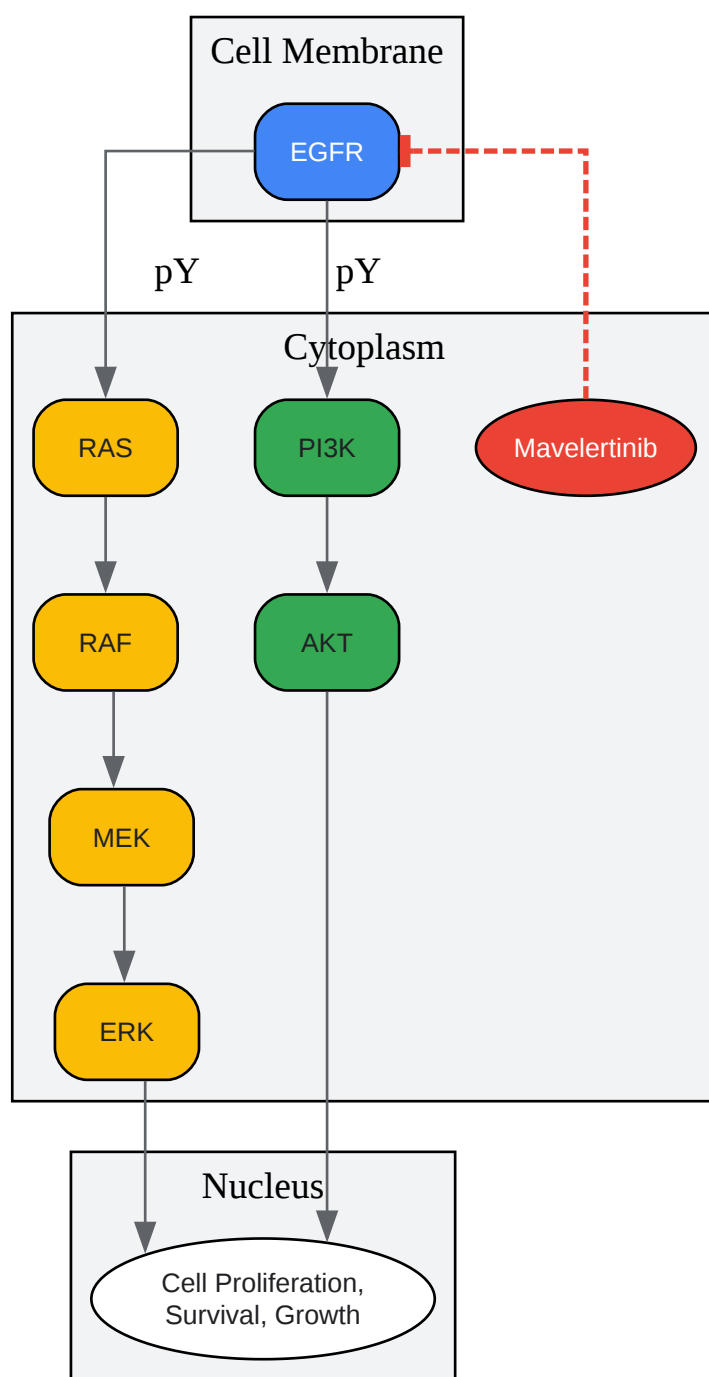 Cell Membrane
EGFR
pY
pY
Cytoplasm
RAS
PI3K
Mavelertinib
RAF
AKT
MEK
ERK
Nucleus
Cell Proliferation,
Survival, Growth